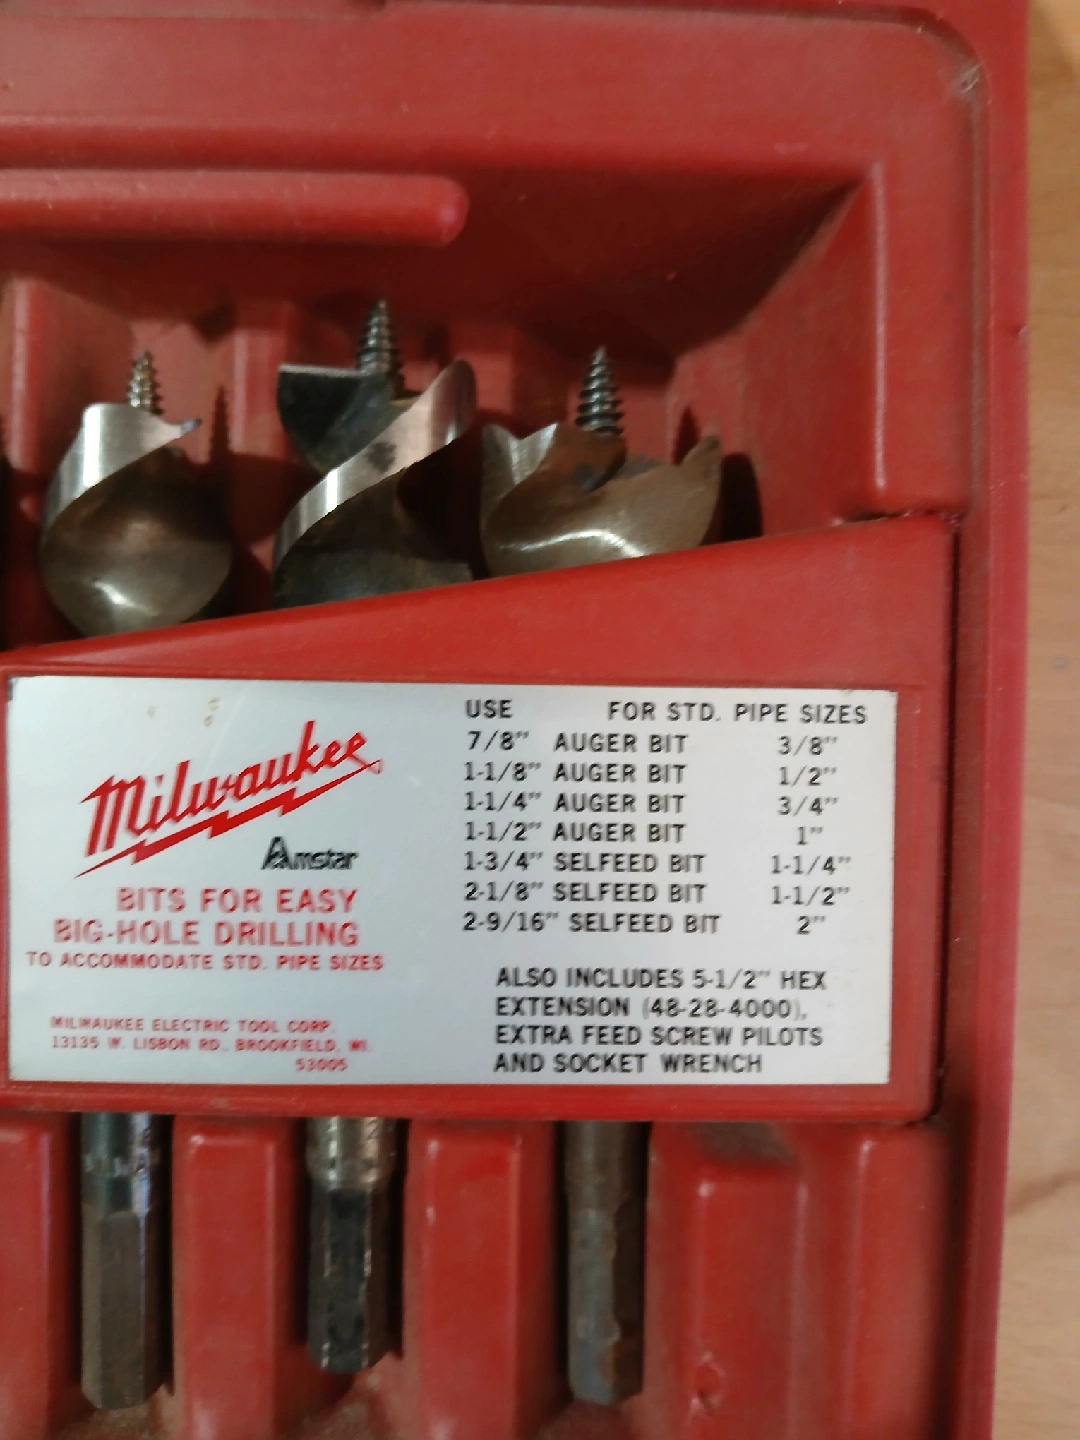 Milwaukee
Amstar
BITS FOR EASY
BIG-HOLE DRILLING
TO ACCOMMODATE STD. PIPE SIZES
MILWAUKEE ELECTRIC TOOL CORP.
13135 W. LISBON RD., BROOKFIELD, WI.
53005
USE FOR STD. PIPE SIZES
7/8" AUGER BIT 3/8"
1-1/8" AUGER BIT 1/2"
1-1/4" AUGER BIT 3/4"
1-1/2" AUGER BIT 1"
1-3/4" SELFEED BIT 1-1/4"
2-1/8" SELFEED BIT 1-1/2"
2-9/16" SELFEED BIT 2"
ALSO INCLUDES 5-1/2" HEX
EXTENSION (48-28-4000),
EXTRA FEED SCREW PILOTS
AND SOCKET WRENCH